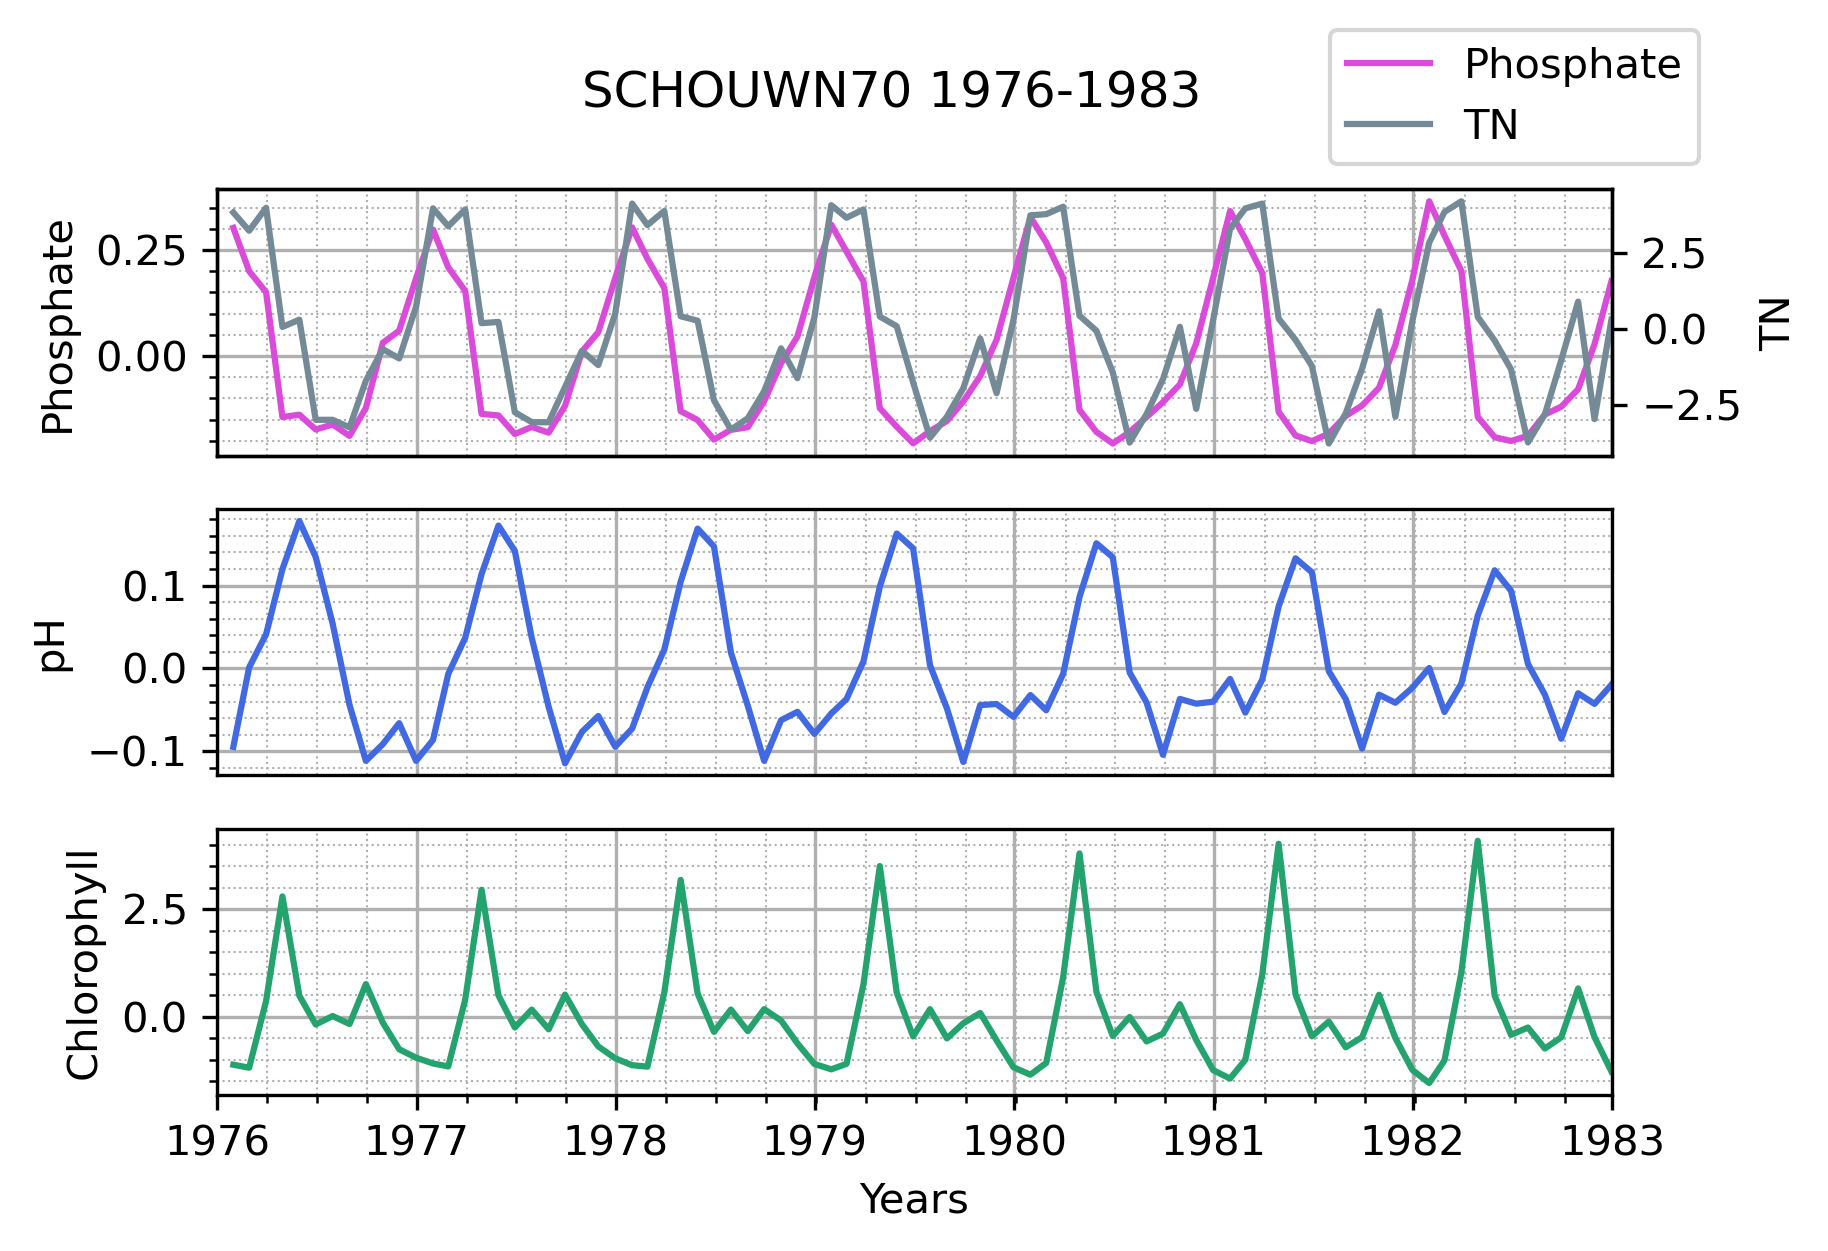 SCHOUWN70 1976-1983
Phosphate
TN
Phosphate
0.25
0.00
2.5
0.0
−2.5
TN
pH
0.1
0.0
−0.1
Chlorophyll
2.5
0.0
1976 1977 1978 1979 1980 1981 1982 1983
Years